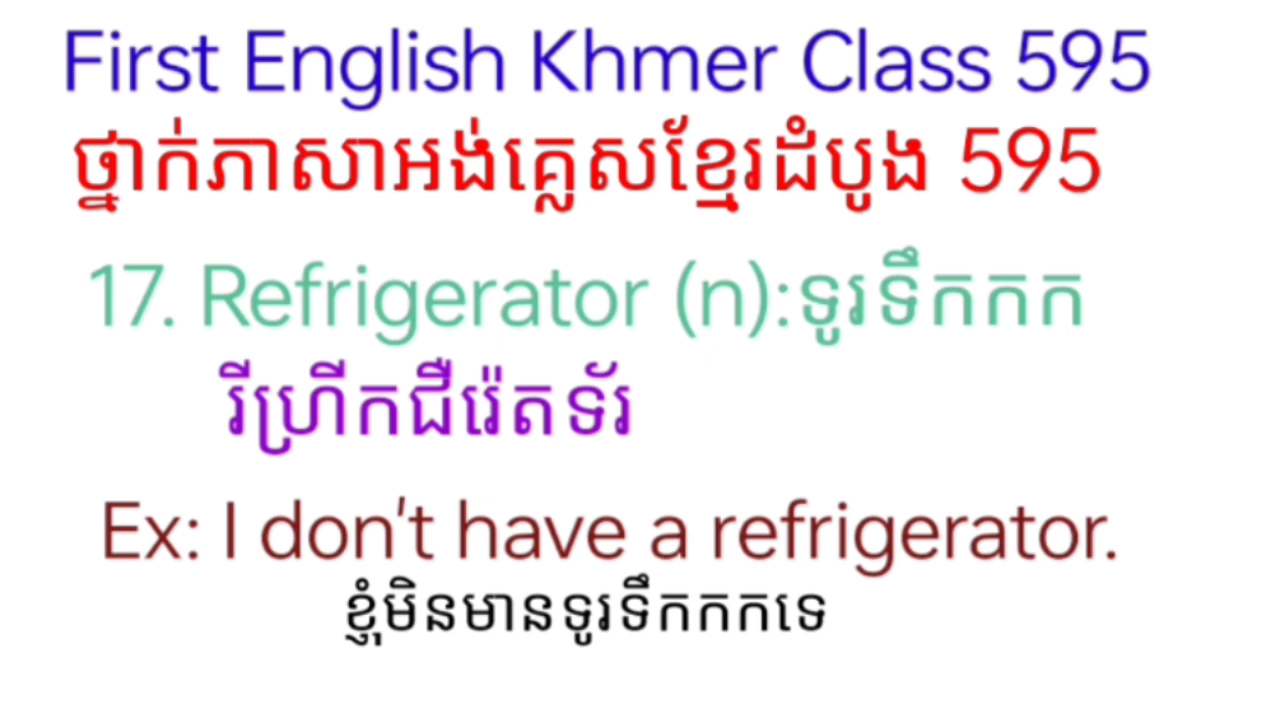 First English Khmer Class 595
ថ្នាក់ភាសាអង់គ្លេសខ្មែរដំបូង 595
17. Refrigerator (n):ទូរទឹកកក
រីហ្រ្វីកជឺរ៉េតទ័រ
Ex: I don't have a refrigerator.
ខ្ញុំមិនមានទូរទឹកកកទេ